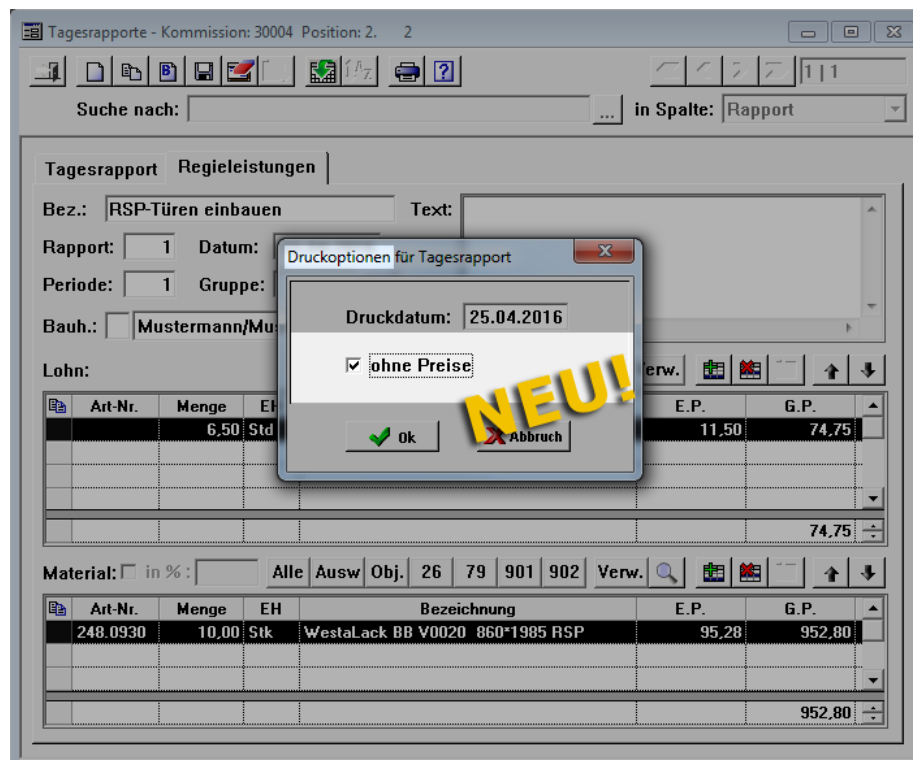 Tagesrapporte - Kommission: 30004 Position: 2. 2
1 | 1
Suche nach: ... in Spalte: Rapport
Tagesrapport Regieleistungen
Bez.: RSP-Türen einbauen Text:
Rapport: 1 Datum:
Periode: 1 Gruppe:
Bauh.: Mustermann/Mu
Druckoptionen für Tagesrapport
Druckdatum: 25.04.2016
ohne Preise
NEU!
Ok Abbruch
Lohn: erw.
Art-Nr. Menge EH E.P. G.P.
6,50 Std 11,50 74,75
74,75
Material: in % : Alle Ausw Obj. 26 79 901 902 Verw.
Art-Nr. Menge EH Bezeichnung E.P. G.P.
248.0930 10,00 Stk WestaLack BB V0020 860*1985 RSP 95,28 952,80
952,80